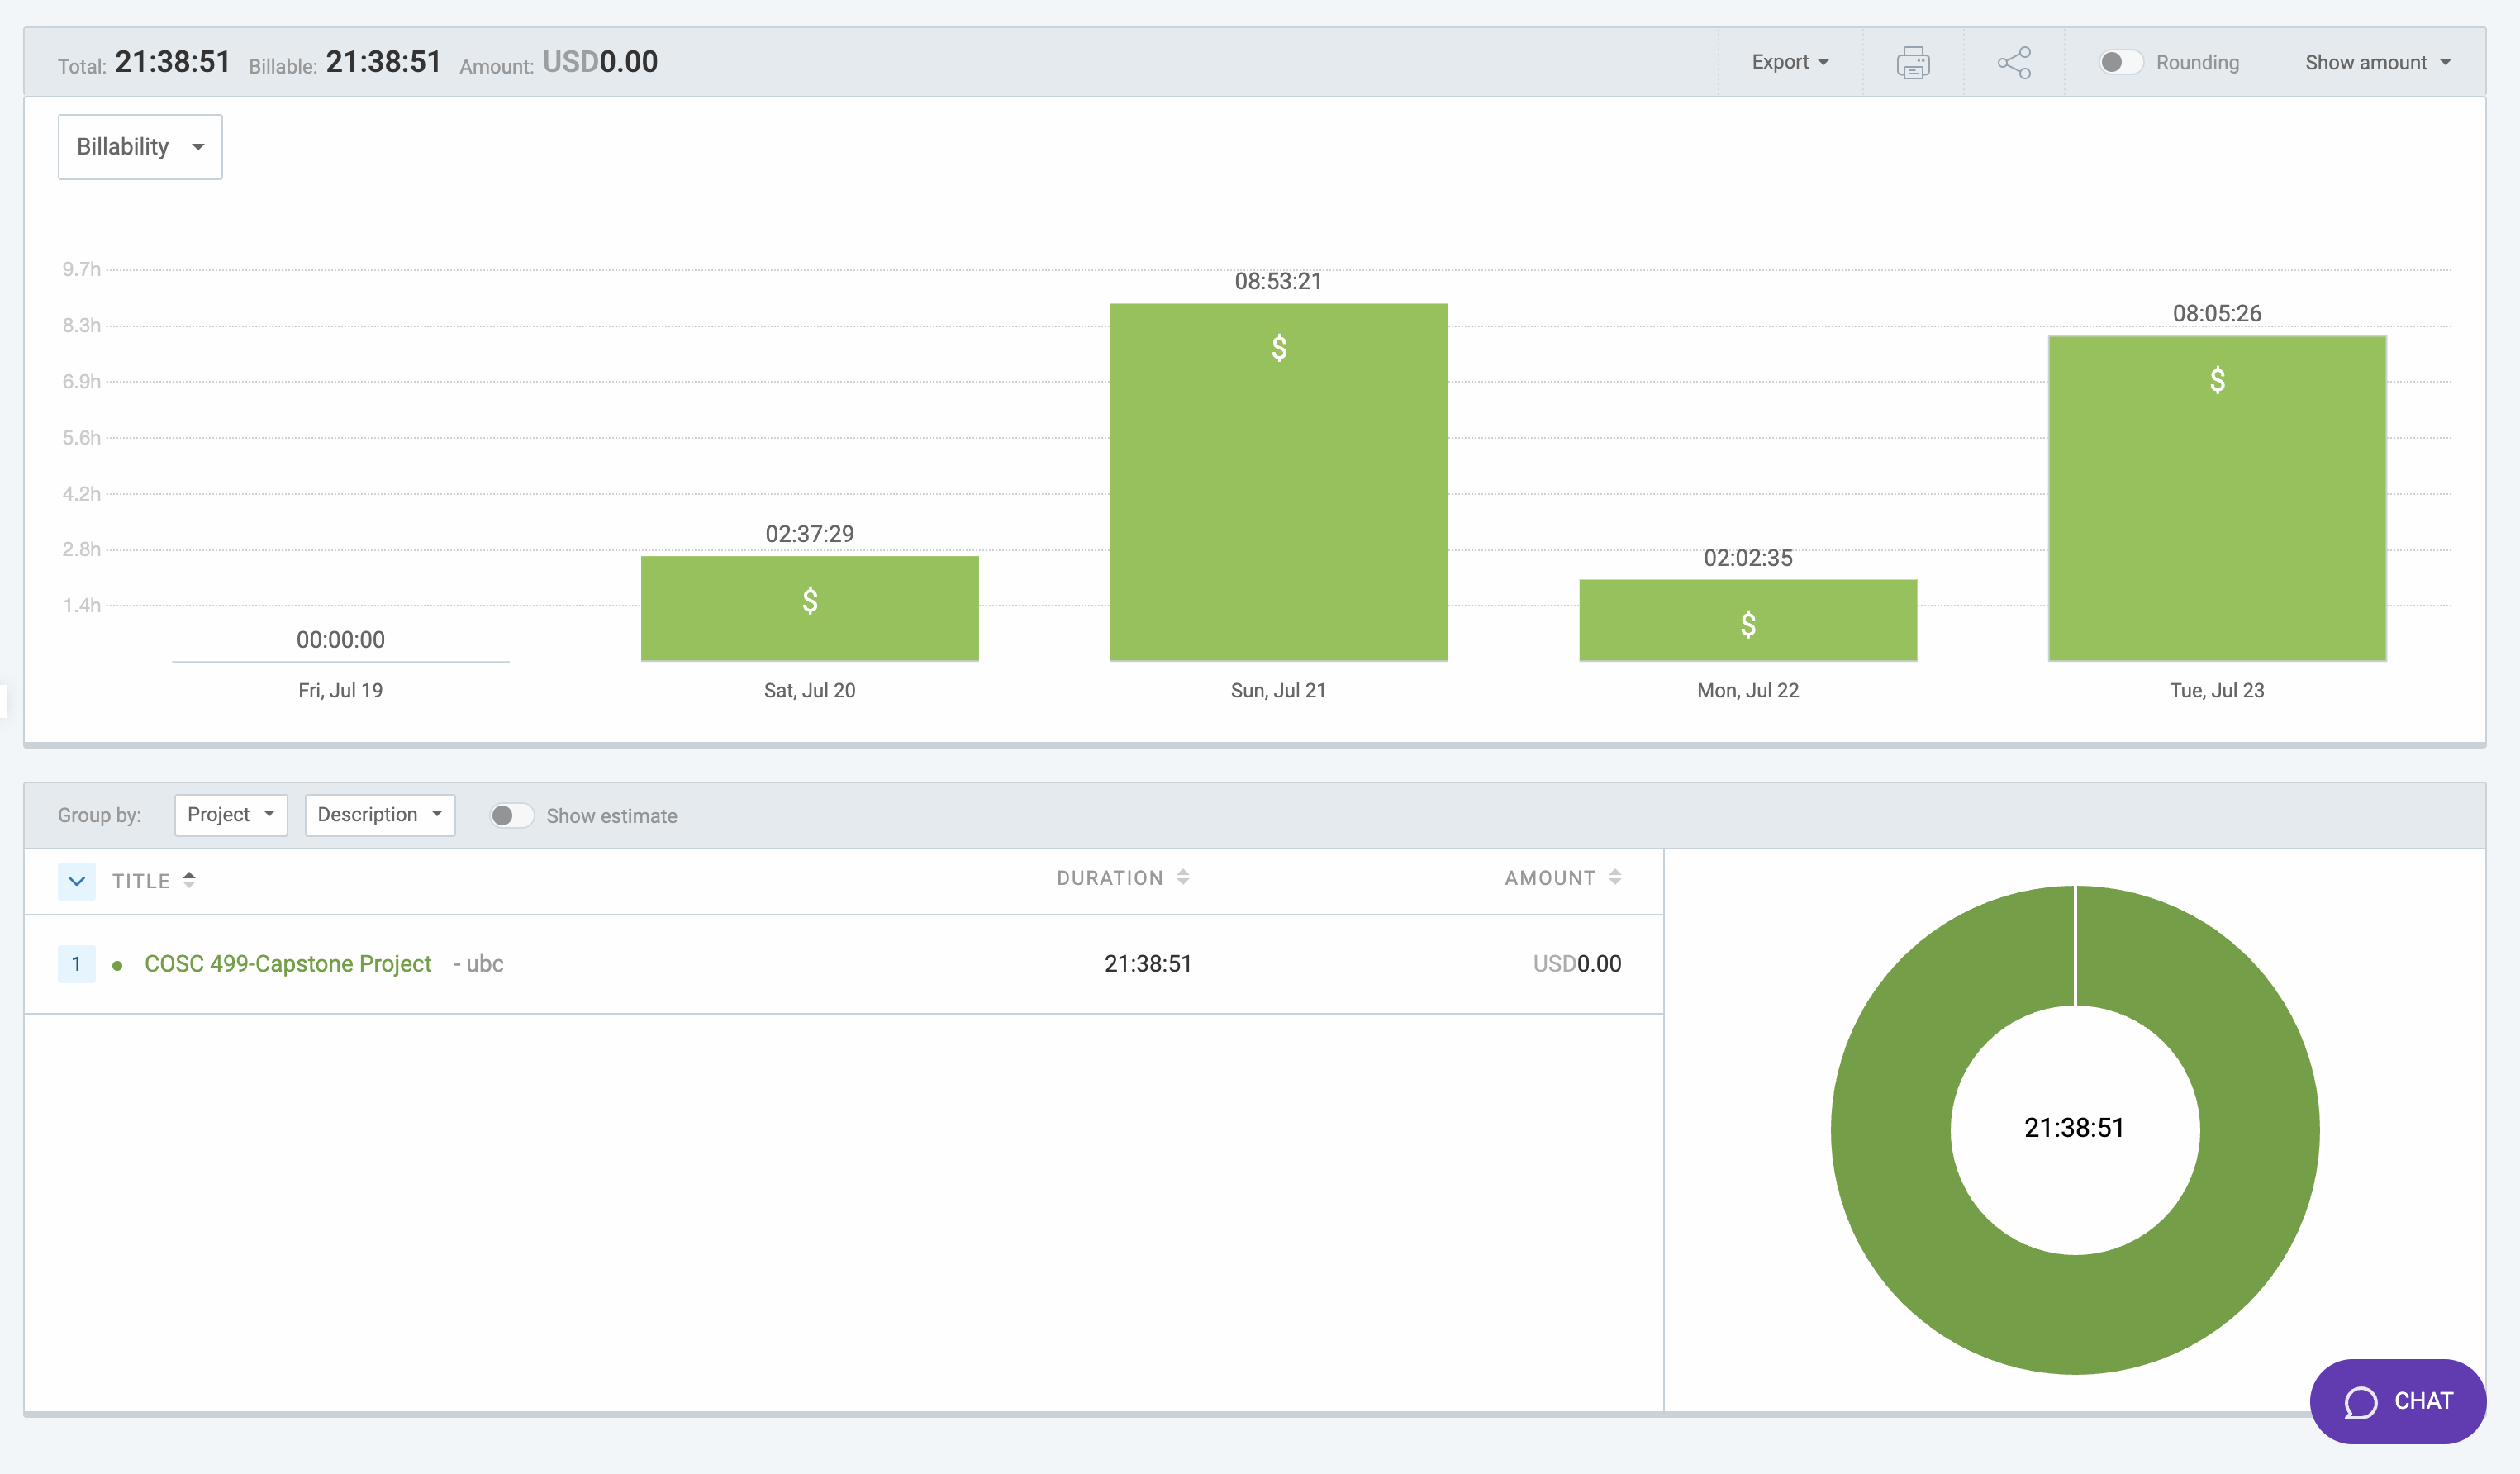 Total: 21:38:51 Billable: 21:38:51 Amount: USD0.00 Export Rounding Show amount
Billability
9.7h
08:53:21
8.3h
08:05:26
$
6.9h
$
5.6h
4.2h
02:37:29
2.8h
02:02:35
$
1.4h
$
00:00:00
Fri, Jul 19 Sat, Jul 20 Sun, Jul 21 Mon, Jul 22 Tue, Jul 23
Group by: Project Description Show estimate
TITLE DURATION AMOUNT
1 COSC 499-Capstone Project - ubc 21:38:51 USD0.00
21:38:51
CHAT